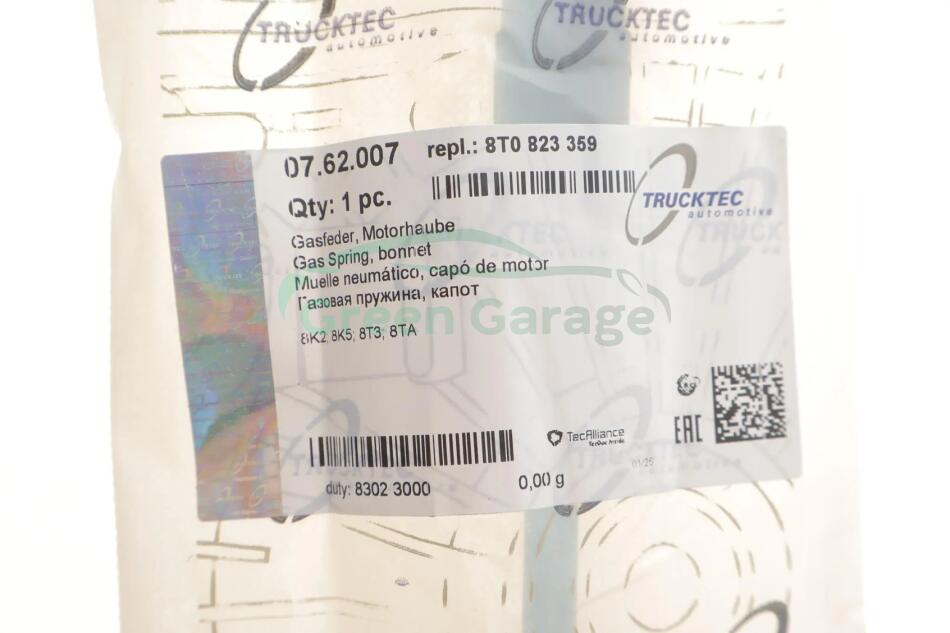 TRUCKTEC
automotive
TRUCKTEC
automotive
07.62.007
repl.: 8T0 823 359
Qty: 1 pc.
TRUCKTEC
automotive
Gasfeder, Motorhaube
Gas Spring, bonnet
Muelle neumático, capó de motor
Газовая пружина, капот
Green Garage
8K2; 8K5; 8T3; 8TA
EAC
TecAlliance
01/25
duty: 8302 3000
0,00 g